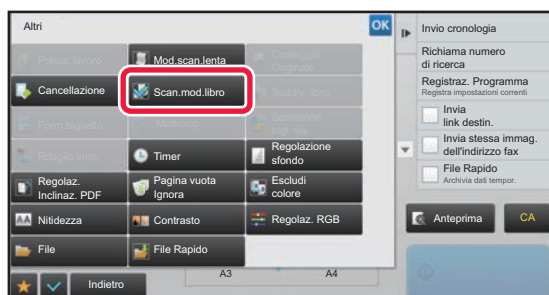 Altri
OK
Prepar.lavoro
Mod.scan.lenta
Conteggio
Originale
Cancellazione
Scan.mod.libro
Suddiv. libro
Form.biglietto
Multicrop
Scansione
bigl. vis.
Ritaglio imm.
Timer
Regolazione
sfondo
Regolaz.
Inclinaz. PDF
Pagina vuota
Ignora
Escludi
colore
Nitidezza
Contrasto
Regolaz. RGB
File
File Rapido
Indietro
A3
A4
Invio cronologia
Richiama numero
di ricerca
Registraz. Programma
Registra impostazioni correnti
Invia
link destin.
Invia stessa immag.
dell'indirizzo fax
File Rapido
Archivia dati tempor.
Anteprima
CA